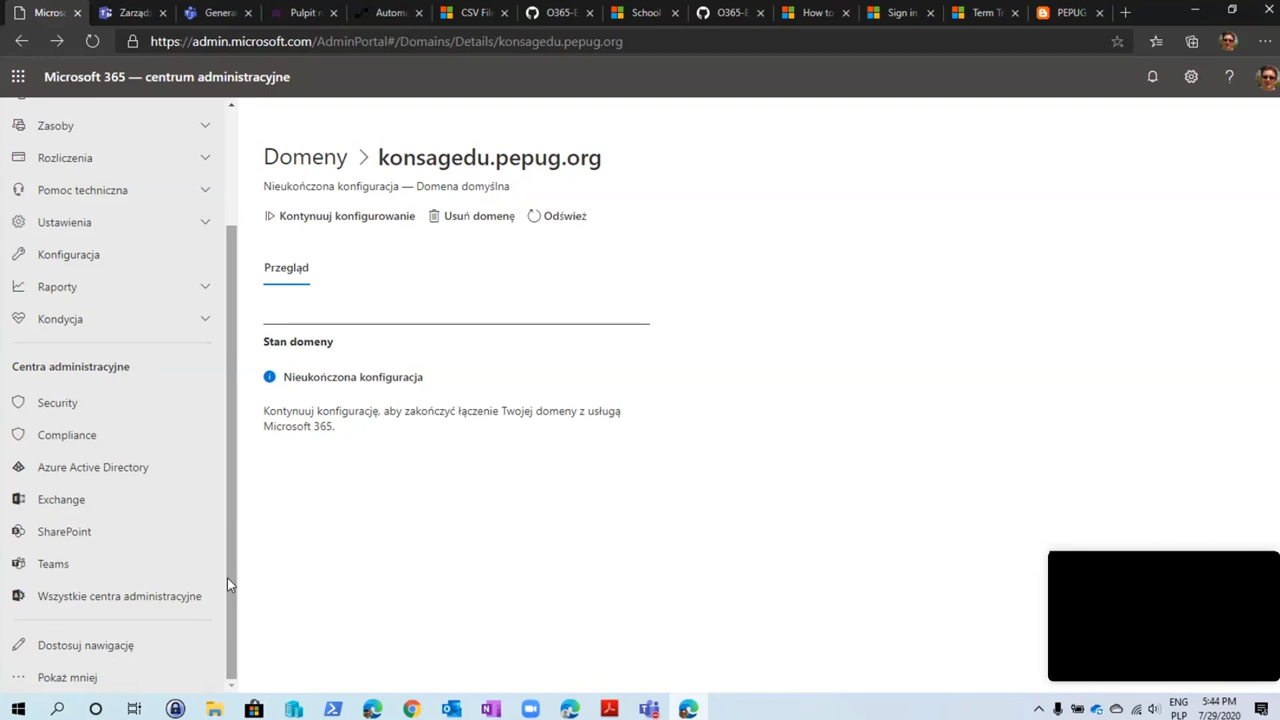 Micros
Zarząd:
Genera
Pulpit n
Autom
CSV File
O365-E
School
O365-E
How to
Sign in
Term Tr
PEPUG
https://admin.microsoft.com/AdminPortal#/Domains/Details/konsagedu.pepug.org
Microsoft 365 — centrum administracyjne
Zasoby
Rozliczenia
Pomoc techniczna
Ustawienia
Konfiguracja
Raporty
Kondycja
Centra administracyjne
Security
Compliance
Azure Active Directory
Exchange
SharePoint
Teams
Wszystkie centra administracyjne
Dostosuj nawigację
Pokaż mniej
Domeny > konsagedu.pepug.org
Nieukończona konfiguracja — Domena domyślna
Kontynuuj konfigurowanie Usuń domenę Odśwież
Przegląd
Stan domeny
Nieukończona konfiguracja
Kontynuuj konfigurację, aby zakończyć łączenie Twojej domeny z usługą
Microsoft 365.
ENG
PLP
5:44 PM
7/29/2020